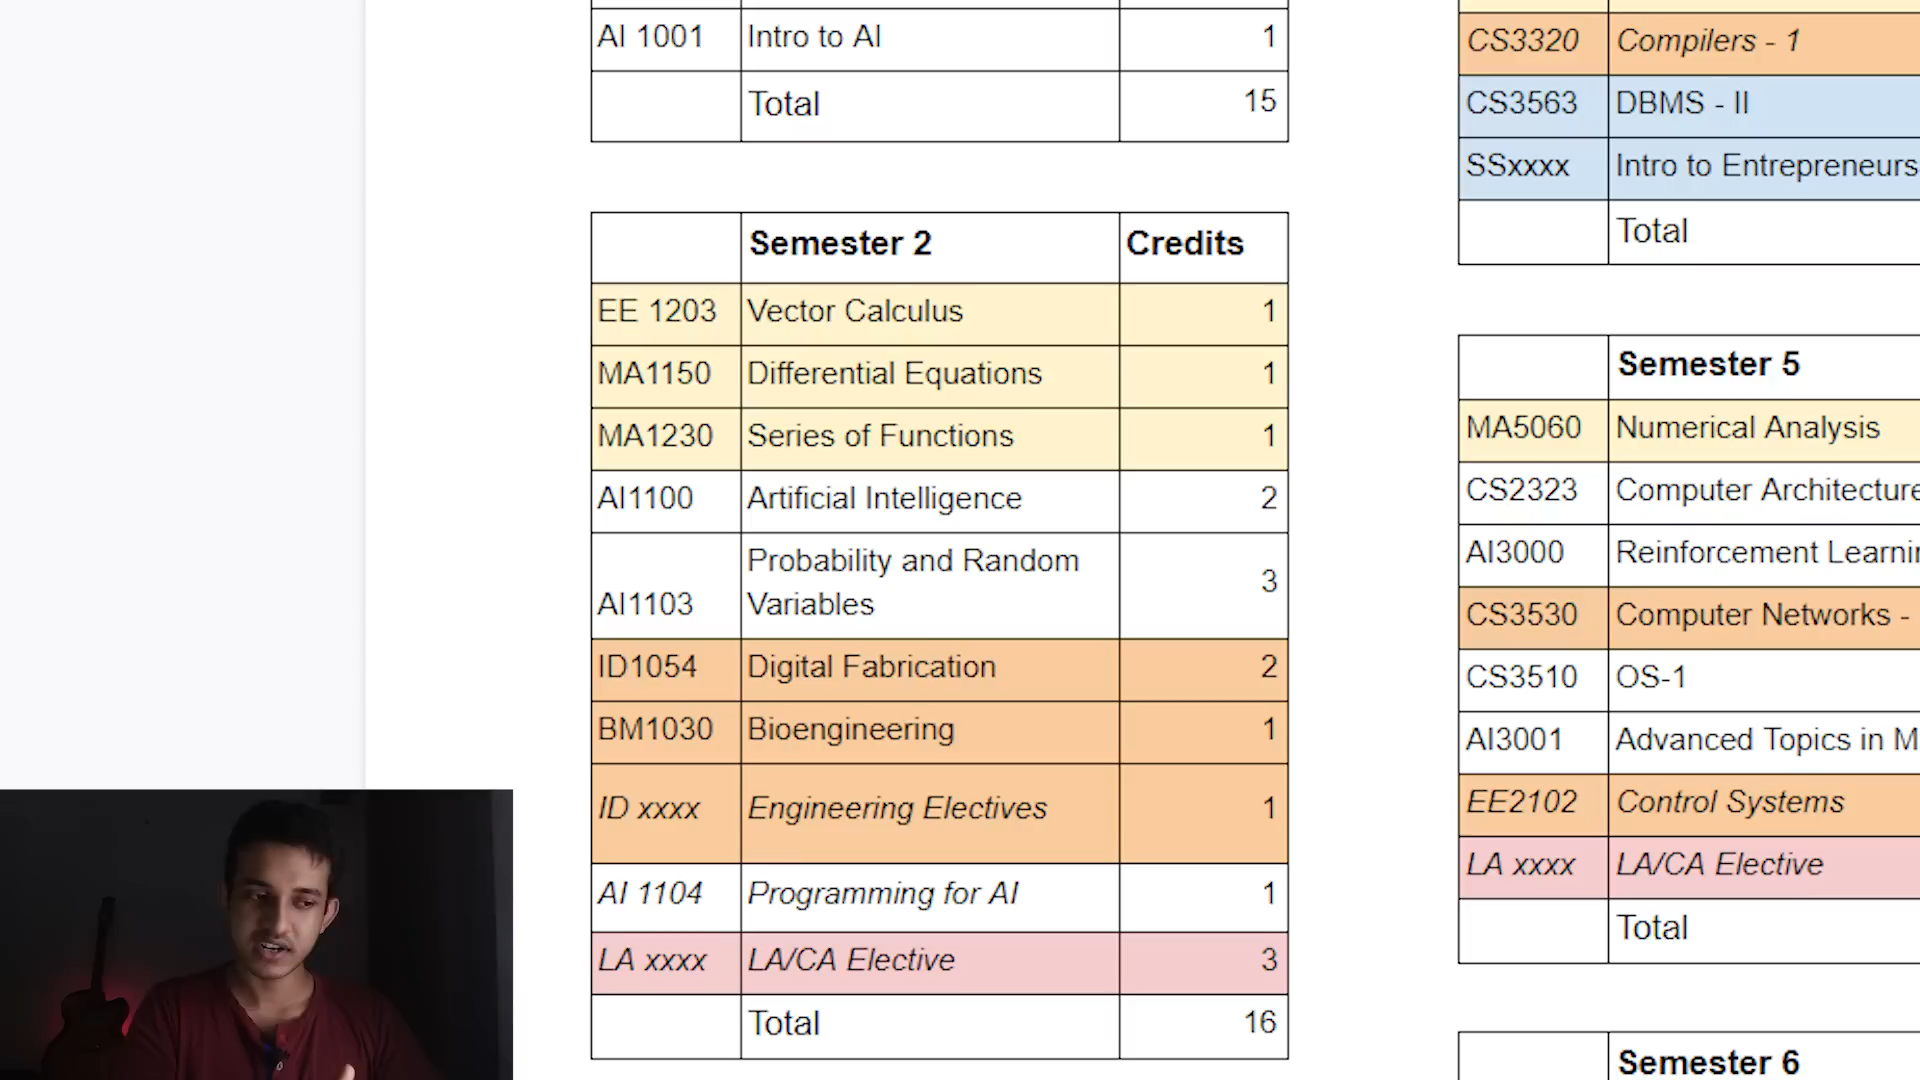 AI 1001 Intro to AI 1
Total 15
Semester 2 Credits
EE 1203 Vector Calculus 1
MA1150 Differential Equations 1
MA1230 Series of Functions 1
AI1100 Artificial Intelligence 2
AI1103 Probability and Random
Variables 3
ID1054 Digital Fabrication 2
BM1030 Bioengineering 1
ID xxxx Engineering Electives 1
AI 1104 Programming for AI 1
LA xxxx LA/CA Elective 3
Total 16
CS3320 Compilers - 1
CS3563 DBMS - II
SSxxxx Intro to Entrepreneurs
Total
Semester 5
MA5060 Numerical Analysis
CS2323 Computer Architecture
AI3000 Reinforcement Learnin
CS3530 Computer Networks -
CS3510 OS-1
AI3001 Advanced Topics in M
EE2102 Control Systems
LA xxxx LA/CA Elective
Total
Semester 6